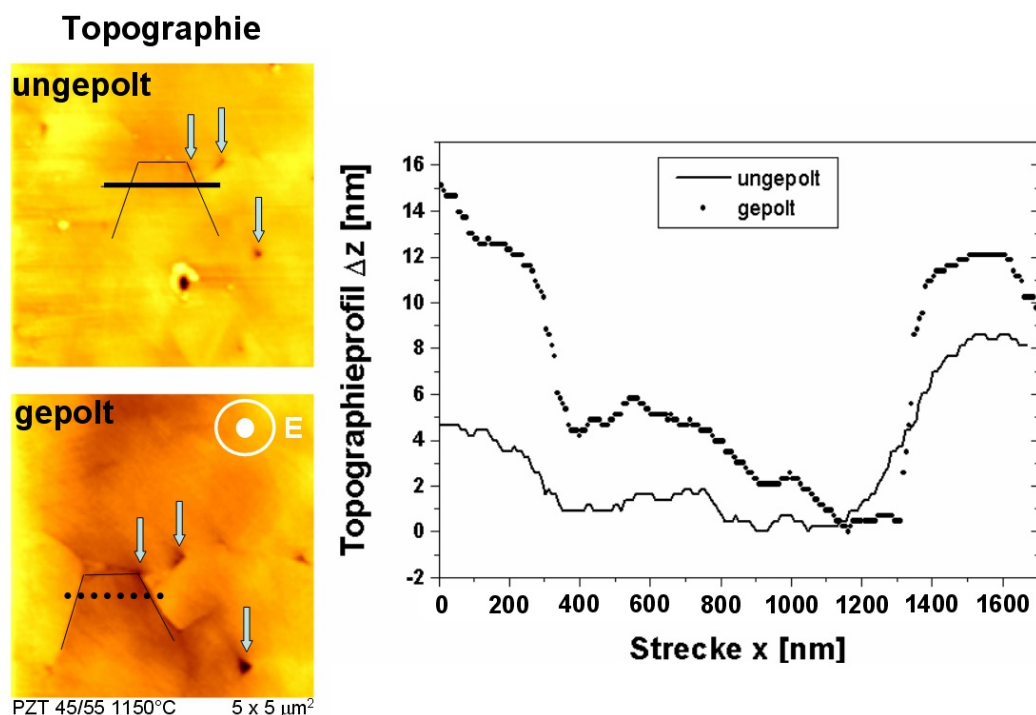 Topographie
ungepolt
gepolt
E
PZT 45/55 1150°C 5 x 5 µm²
Topographieprofil Δz [nm]
16
14
12
10
8
6
4
2
0
-2
ungepolt
gepolt
0 200 400 600 800 1000 1200 1400 1600
Strecke x [nm]